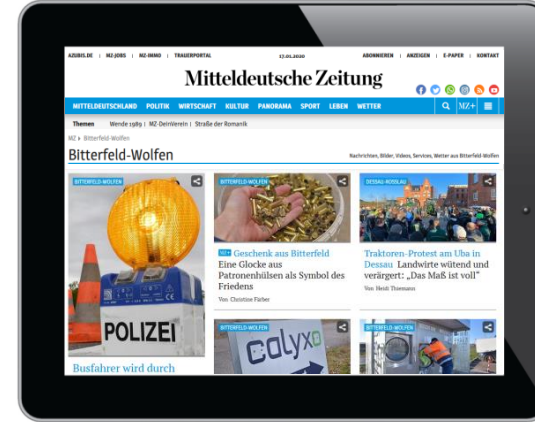 AZUBIS.DE | MZ-JOBS | MZ-IMMO | TRAUERPORTAL 17.01.2020 ABONNIEREN | ANZEIGEN | E-PAPER | KONTAKT
Mitteldeutsche Zeitung
MITTELDEUTSCHLAND POLITIK WIRTSCHAFT KULTUR PANORAMA SPORT LEBEN WETTER MZ+
Themen Wende 1989 | MZ-DeinVerein | Straße der Romanik
MZ Bitterfeld-Wolfen
Bitterfeld-Wolfen Nachrichten, Bilder, Videos, Services, Wetter aus Bitterfeld-Wolfen
BITTERFELD-WOLFEN
POLIZEI
Busfahrer wird durch
BITTERFELD-WOLFEN
MZ+ Geschenk aus Bitterfeld
Eine Glocke aus
Patronenhülsen als Symbol des
Friedens
Von Christine Färber
DESSAU-ROSSLAU
Traktoren-Protest am Uba in
Dessau Landwirte wütend und
verärgert: „Das Maß ist voll“
Von Heidi Thiemann
BITTERFELD-WOLFEN
calyxo
BITTERFELD-WOLFEN